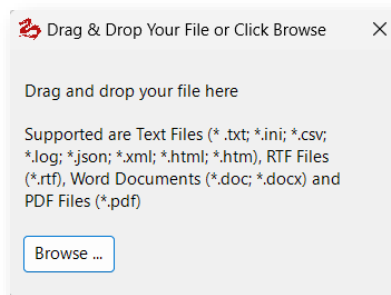 Drag & Drop Your File or Click Browse
Drag and drop your file here
Supported are Text Files (* .txt; *.ini; *.csv;
*.log; *.json; *.xml; *.html; *.htm), RTF Files
(*.rtf), Word Documents (*.doc; *.docx) and
PDF Files (*.pdf)
Browse ...